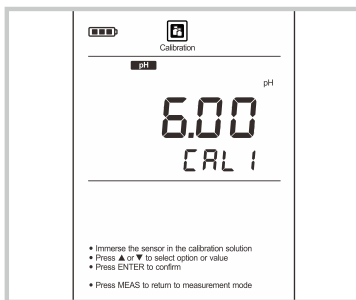 Calibration
pH
pH
6.00
CAL 1
• Immerse the sensor in the calibration solution
• Press ▲ or ▼ to select option or value
• Press ENTER to confirm
• Press MEAS to return to measurement mode